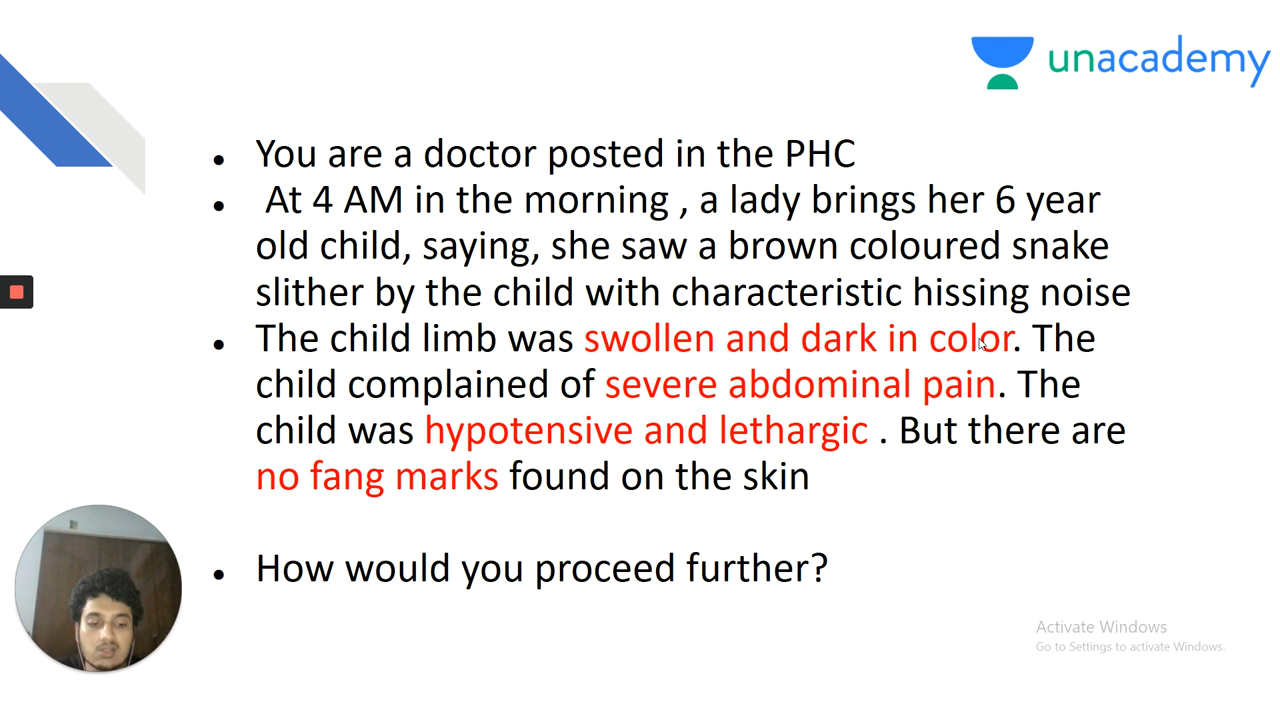 unacademy
• You are a doctor posted in the PHC
• At 4 AM in the morning , a lady brings her 6 year
old child, saying, she saw a brown coloured snake
slither by the child with characteristic hissing noise
• The child limb was swollen and dark in color. The
child complained of severe abdominal pain. The
child was hypotensive and lethargic . But there are
no fang marks found on the skin
• How would you proceed further?
Activate Windows
Go to Settings to activate Windows.